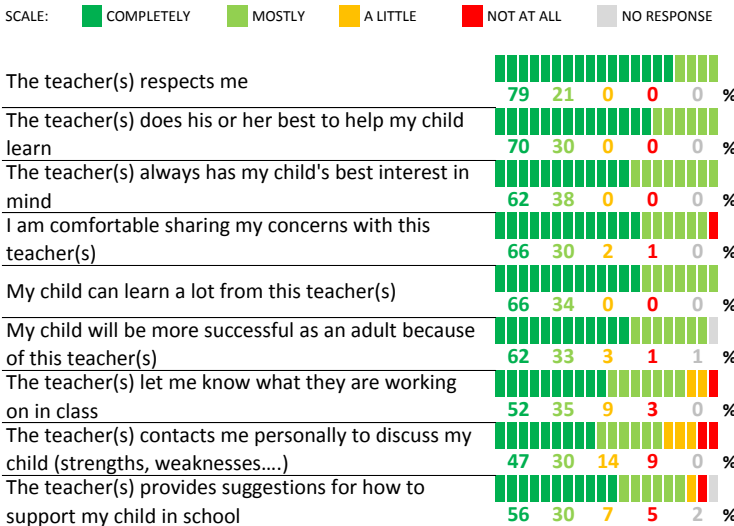 SCALE: COMPLETELY MOSTLY A LITTLE NOT AT ALL NO RESPONSE
The teacher(s) respects me
79 21 0 0 0 %
The teacher(s) does his or her best to help my child
learn
70 30 0 0 0 %
The teacher(s) always has my child's best interest in
mind
62 38 0 0 0 %
I am comfortable sharing my concerns with this
teacher(s)
66 30 2 1 0 %
My child can learn a lot from this teacher(s)
66 34 0 0 0 %
My child will be more successful as an adult because
of this teacher(s)
62 33 3 1 1 %
The teacher(s) let me know what they are working
on in class
52 35 9 3 0 %
The teacher(s) contacts me personally to discuss my
child (strengths, weaknesses....)
47 30 14 9 0 %
The teacher(s) provides suggestions for how to
support my child in school
56 30 7 5 2 %